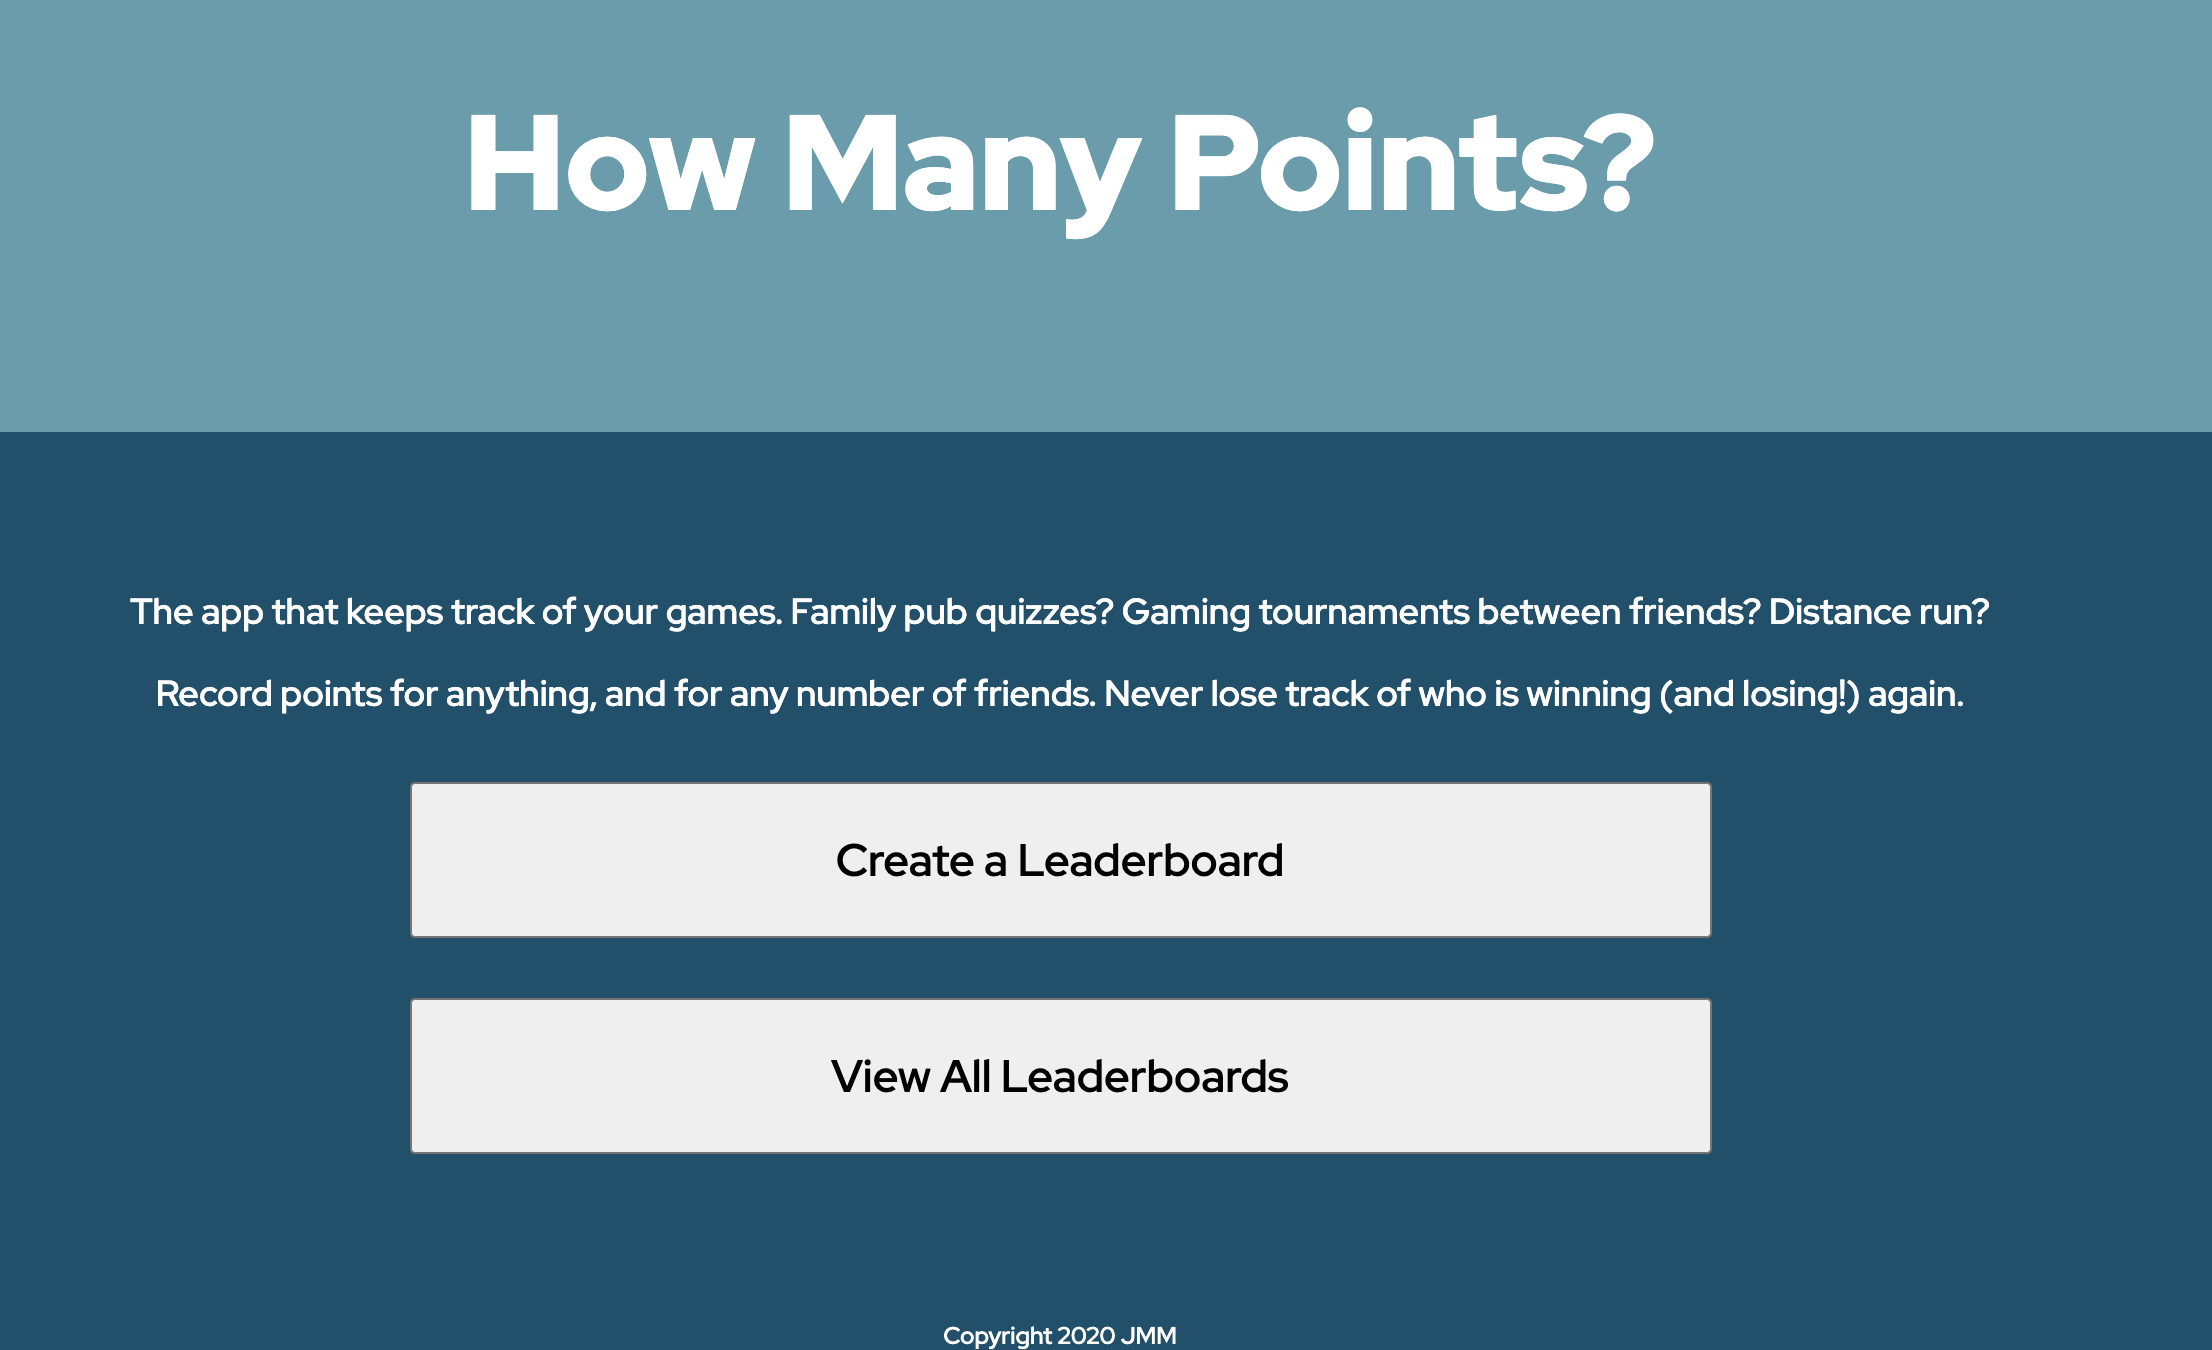 How Many Points?
The app that keeps track of your games. Family pub quizzes? Gaming tournaments between friends? Distance run?
Record points for anything, and for any number of friends. Never lose track of who is winning (and losing!) again.
Create a Leaderboard
View All Leaderboards
Copyright 2020 JMM